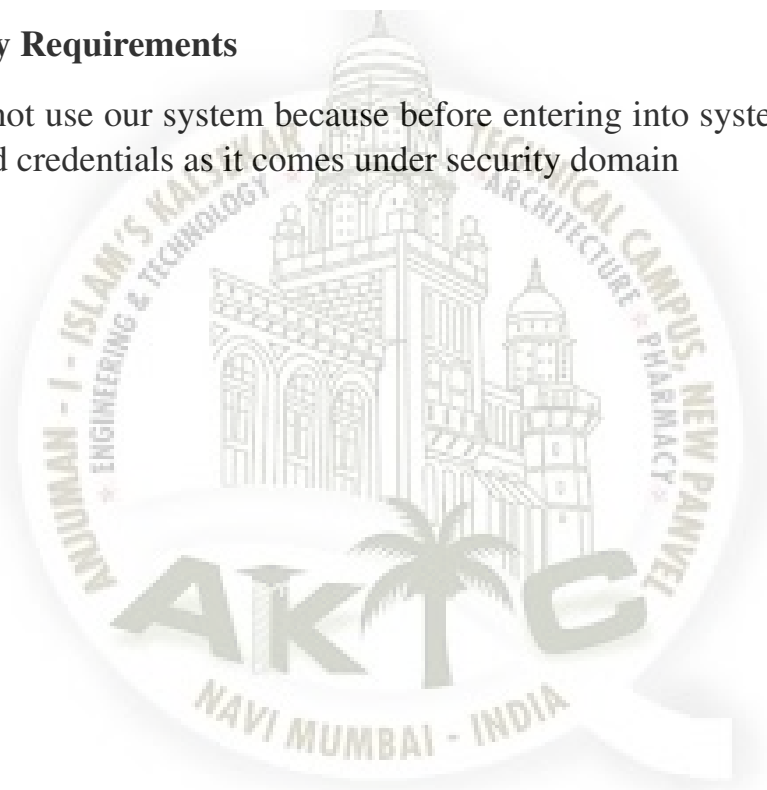 y Requirements
not use our system because before entering into syste
d credentials as it comes under security domain
ANJUMAN - I - ISLAM'S KALSEKAR TECHNICAL CAMPUS, NEW PANVEL
ENGINEERING & TECHNOLOGY * ARCHITECTURE * PHARMACY *
AKTC
NAVI MUMBAI - INDIA